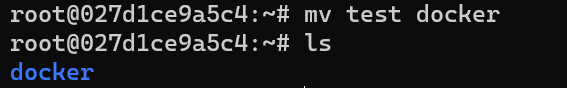 root@027d1ce9a5c4:~# mv test docker
root@027d1ce9a5c4:~# ls
docker